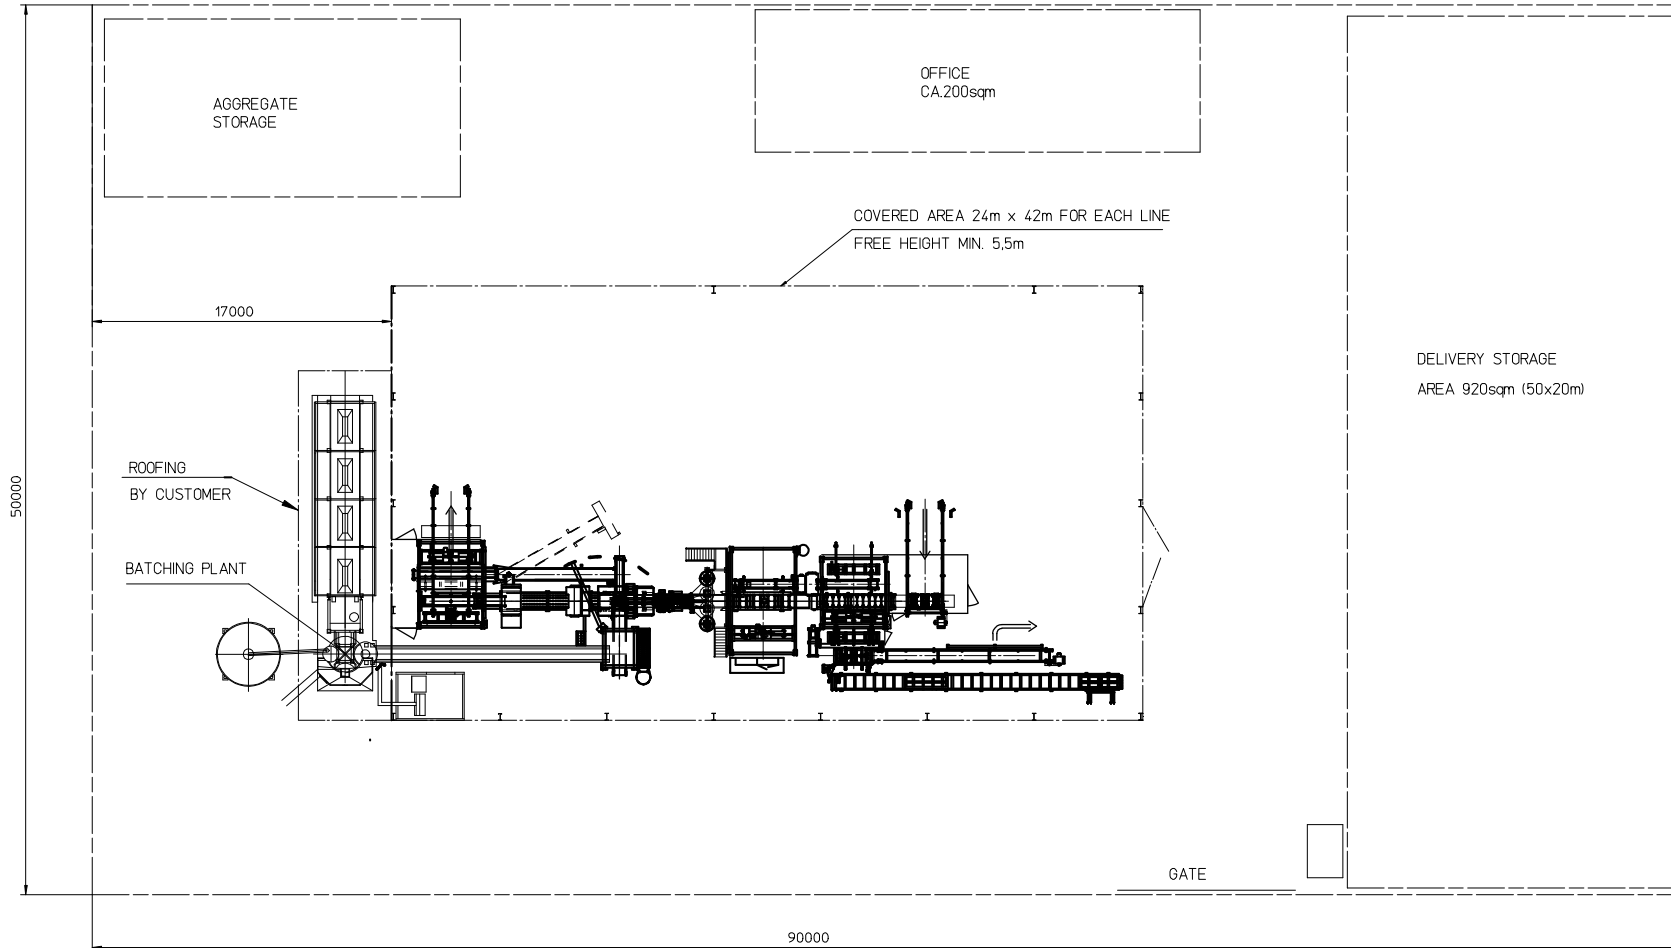 AGGREGATE
STORAGE
OFFICE
CA.200sqm
COVERED AREA 24m x 42m FOR EACH LINE
FREE HEIGHT MIN. 5,5m
17000
DELIVERY STORAGE
AREA 920sqm (50x20m)
ROOFING
BY CUSTOMER
50000
BATCHING PLANT
GATE
90000